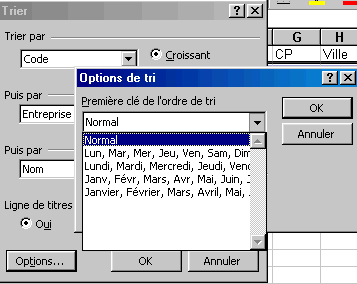 Trier
Trier par
Code
Croissant
G
H
CP
Ville
Options de tri
Puis par
Entreprise
Première clé de l'ordre de tri
Normal
OK
Annuler
Normal
Lun, Mar, Mer, Jeu, Ven, Sam, Dim
Lundi, Mardi, Mercredi, Jeudi, Vend
Janv, Févr, Mars, Avr, Mai, Juin, J
Janvier, Février, Mars, Avril, Mai, J
Puis par
Nom
Ligne de titres
Oui
Options...
OK
Annuler